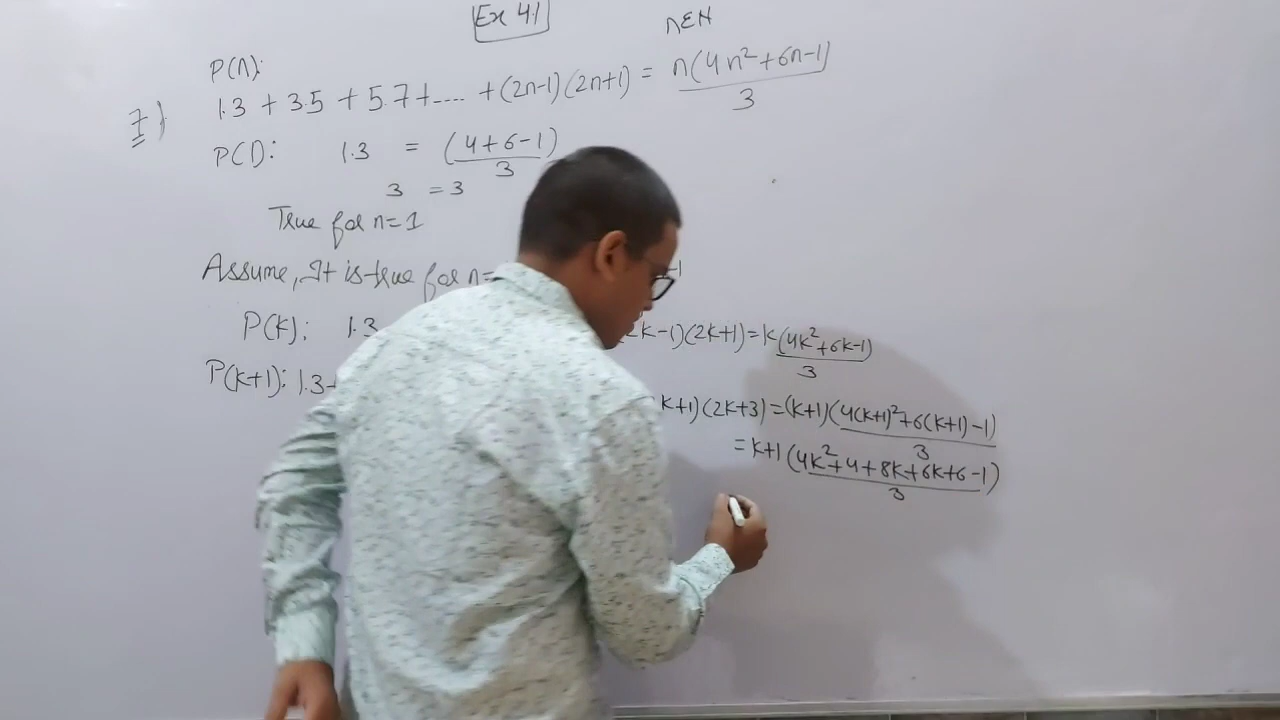 Ex 4.1
n∈N
P(n):
7) 1.3 + 3.5 + 5.7+.... +(2n-1)(2n+1) = n(4n²+6n-1)/3
P(1): 1.3 = (4+6-1)/3
3 = 3
True for n=1
Assume, It is true for n=
P(k): 1.3 2k-1)(2k+1)=k(4k²+6k-1)/3
P(k+1): 1.3+ k+1)(2k+3)=(k+1)(4(k+1)²+6(k+1)-1)/3
=k+1(4k²+4+8k+6k+6-1)/3